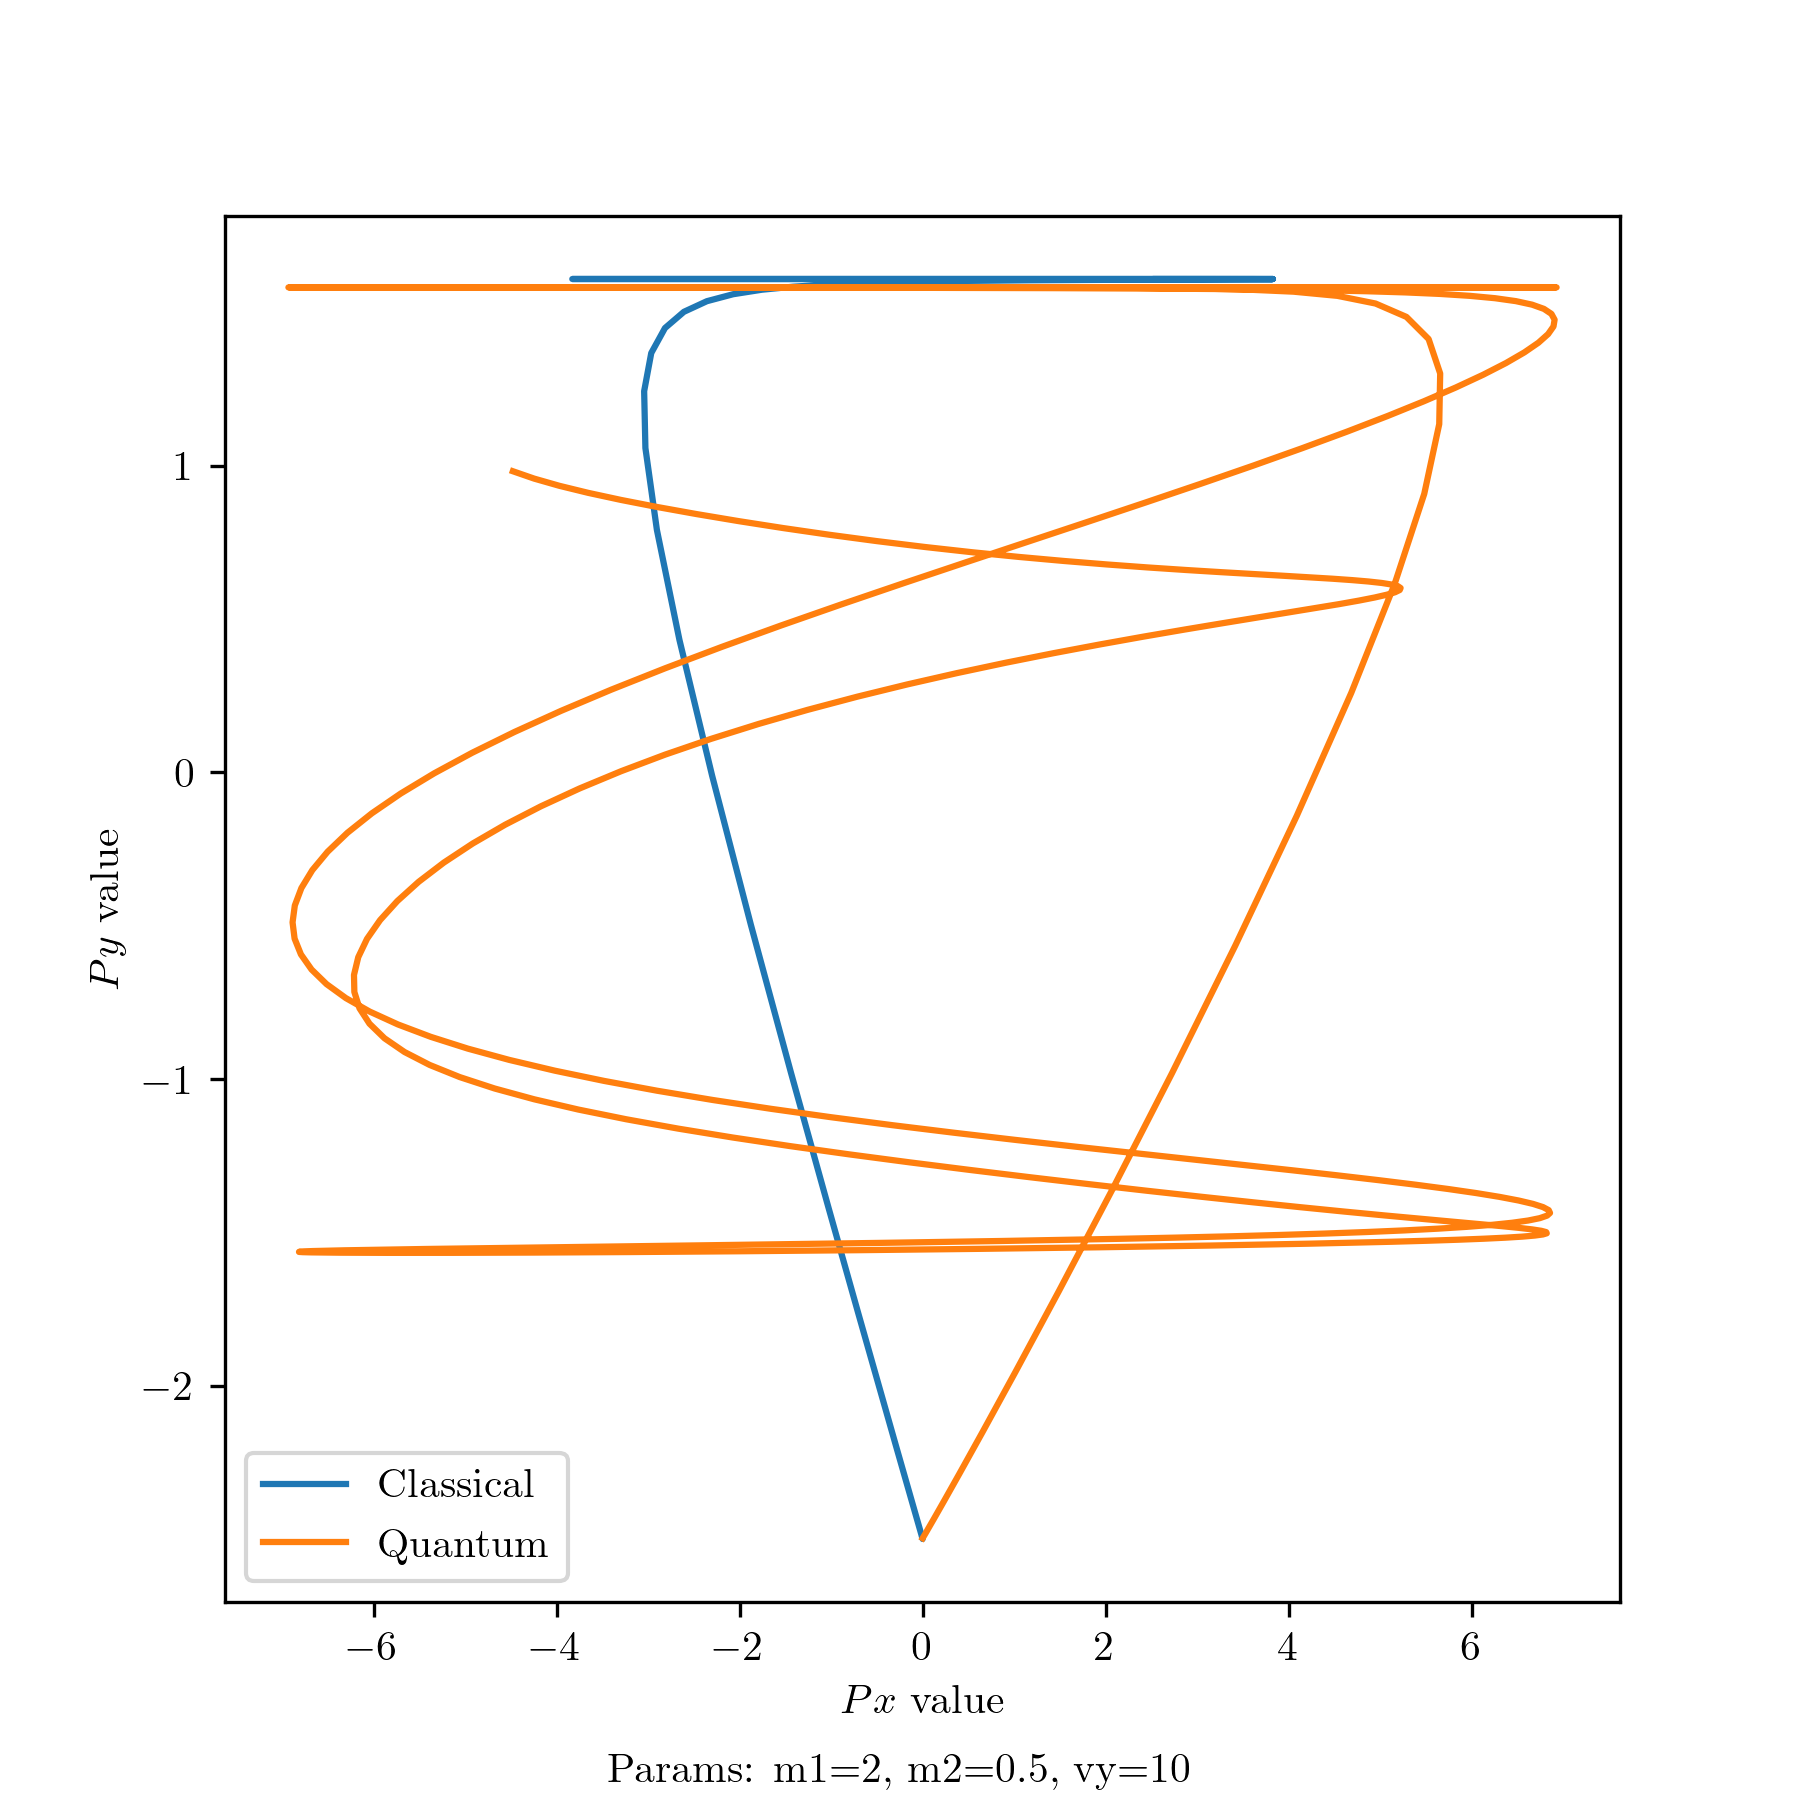 1
0
−1
−2
Py value
Classical
Quantum
−6 −4 −2 0 2 4 6
Px value
Params: m1=2, m2=0.5, vy=10